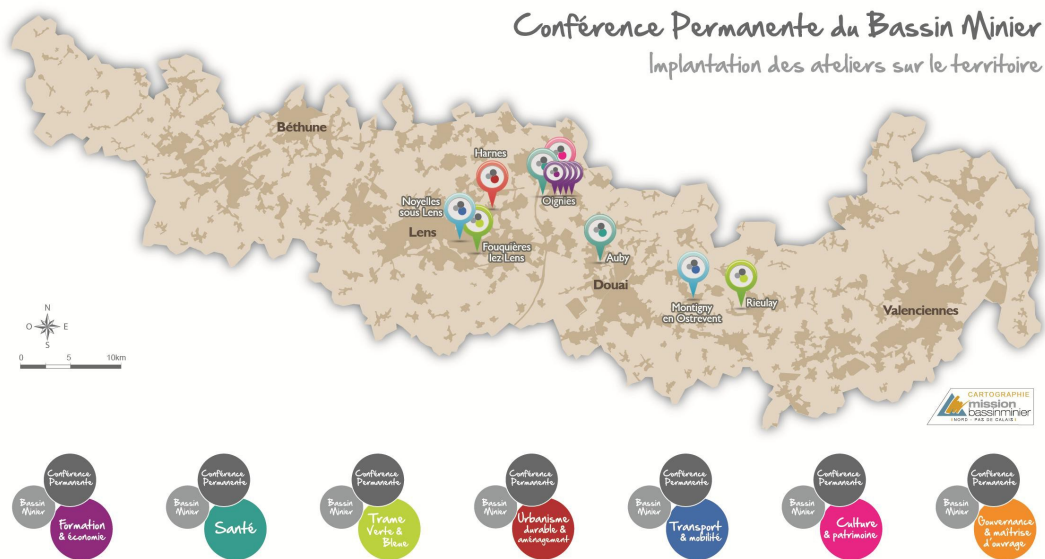 Conférence Permanente du Bassin Minier
Implantation des ateliers sur le territoire
Béthune
Harnes
Oignies
Noyelles
sous Lens
Lens
Fouquières
lez Lens
Auby
Douai
Montigny
en Ostrevent
Rieulay
Valenciennes
N
O E
S
0 5 10km
CARTOGRAPHIE
mission
bassinminier
NORD - PAS DE CALAIS
Conférence
Permanente
Bassin
Minier
Formation
& économie
Conférence
Permanente
Bassin
Minier
Santé
Conférence
Permanente
Bassin
Minier
Trame
Verte &
Bleue
Conférence
Permanente
Bassin
Minier
Urbanisme
durable &
aménagement
Conférence
Permanente
Bassin
Minier
Transport
& mobilité
Conférence
Permanente
Bassin
Minier
Culture
& patrimoine
Conférence
Permanente
Bassin
Minier
Gouvernance
& maîtrise
d'ouvrage